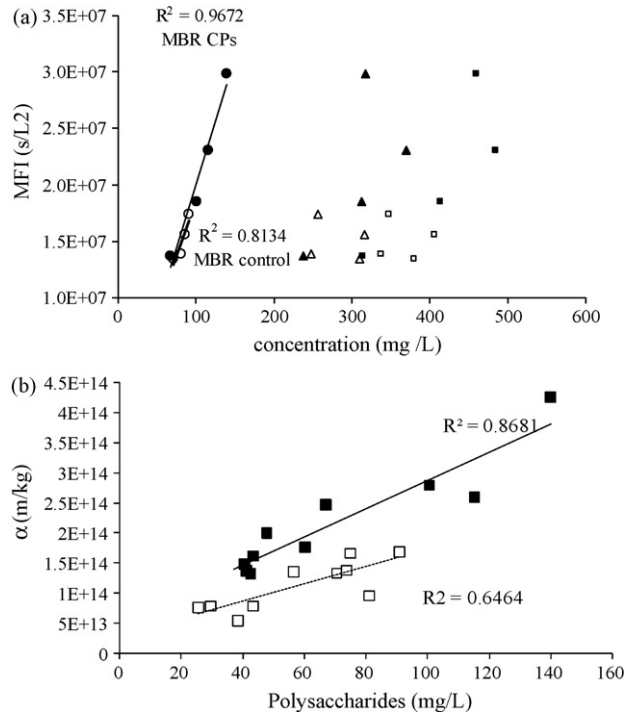 (a)
R² = 0.9672
MBR CPs
3.5E+07
3.0E+07
2.5E+07
2.0E+07
1.5E+07
1.0E+07
MFI (s/L2)
R² = 0.8134
MBR control
0 100 200 300 400 500 600
concentration (mg /L)
(b)
4.5E+14
4.5E+14
3.5E+14
3E+14
2.5E+14
2E+14
1.5E+14
1E+14
5E+13
α (m/kg)
R² = 0.8681
R2 = 0.6464
0 20 40 60 80 100 120 140 160
Polysaccharides (mg/L)